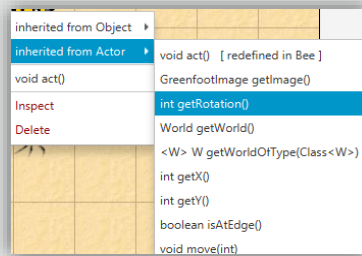 inherited from Object
inherited from Actor
void act()
Inspect
Delete
void act() [ redefined in Bee ]
GreenfootImage getImage()
int getRotation()
World getWorld()
<W> W getWorldOfType(Class<W>)
int getX()
int getY()
boolean isAtEdge()
void move(int)